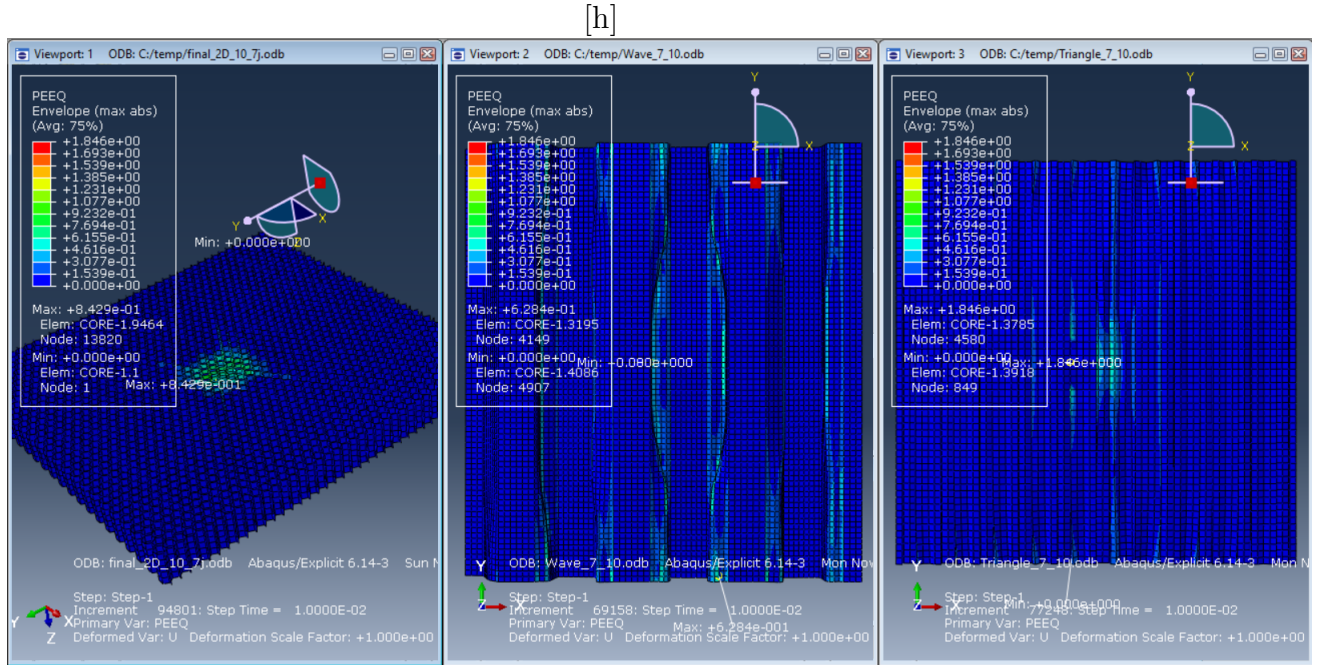 [h]
Viewport: 1 ODB: C:/temp/final_2D_10_7j.odb
PEEQ
Envelope (max abs)
(Avg: 75%)
+1.846e+00
+1.693e+00
+1.539e+00
+1.385e+00
+1.231e+00
+1.077e+00
+9.232e-01
+7.694e-01
+6.155e-01
+4.616e-01
+3.077e-01
+1.539e-01
+0.000e+00
Max: +8.429e-01
Elem: CORE-1.9464
Node: 13820
Min: +0.000e+00
Elem: CORE-1.1
Node: 1
Y
X
Z
Min: +0.000e+000
Max: +8.429e-001
ODB: final_2D_10_7j.odb Abaqus/Explicit 6.14-3 Sun N
Step: Step-1
Increment 94801: Step Time = 1.0000E-02
Primary Var: PEEQ
Deformed Var: U Deformation Scale Factor: +1.000e+00
Y
X
Z
Viewport: 2 ODB: C:/temp/Wave_7_10.odb
PEEQ
Envelope (max abs)
(Avg: 75%)
+1.846e+00
+1.693e+00
+1.539e+00
+1.385e+00
+1.231e+00
+1.077e+00
+9.232e-01
+7.694e-01
+6.155e-01
+4.616e-01
+3.077e-01
+1.539e-01
+0.000e+00
Max: +6.284e-01
Elem: CORE-1.3195
Node: 4149
Min: +0.000e+00
Elem: CORE-1.4086
Node: 4907
Y
Z
X
Min: +0.000e+000
ODB: Wave_7_10.odb Abaqus/Explicit 6.14-3 Mon Nov
Step: Step-1
Increment 69158: Step Time = 1.0000E-02
Primary Var: PEEQ
Max: +6.284e-001
Deformed Var: U Deformation Scale Factor: +1.000e+00
Y
Z
X
Viewport: 3 ODB: C:/temp/Triangle_7_10.odb
PEEQ
Envelope (max abs)
(Avg: 75%)
+1.846e+00
+1.693e+00
+1.539e+00
+1.385e+00
+1.231e+00
+1.077e+00
+9.232e-01
+7.694e-01
+6.155e-01
+4.616e-01
+3.077e-01
+1.539e-01
+0.000e+00
Max: +1.846e+00
Elem: CORE-1.3785
Node: 4580
Min: +0.000e+00
Elem: CORE-1.3918
Node: 849
Y
Z
X
Max: +1.846e+000
ODB: Triangle_7_10.odb Abaqus/Explicit 6.14-3 Mon N
Step: Step-1
Min: +0.000e+000
Increment 77248: Step Time = 1.0000E-02
Primary Var: PEEQ
Deformed Var: U Deformation Scale Factor: +1.000e+00
Y
Z
X